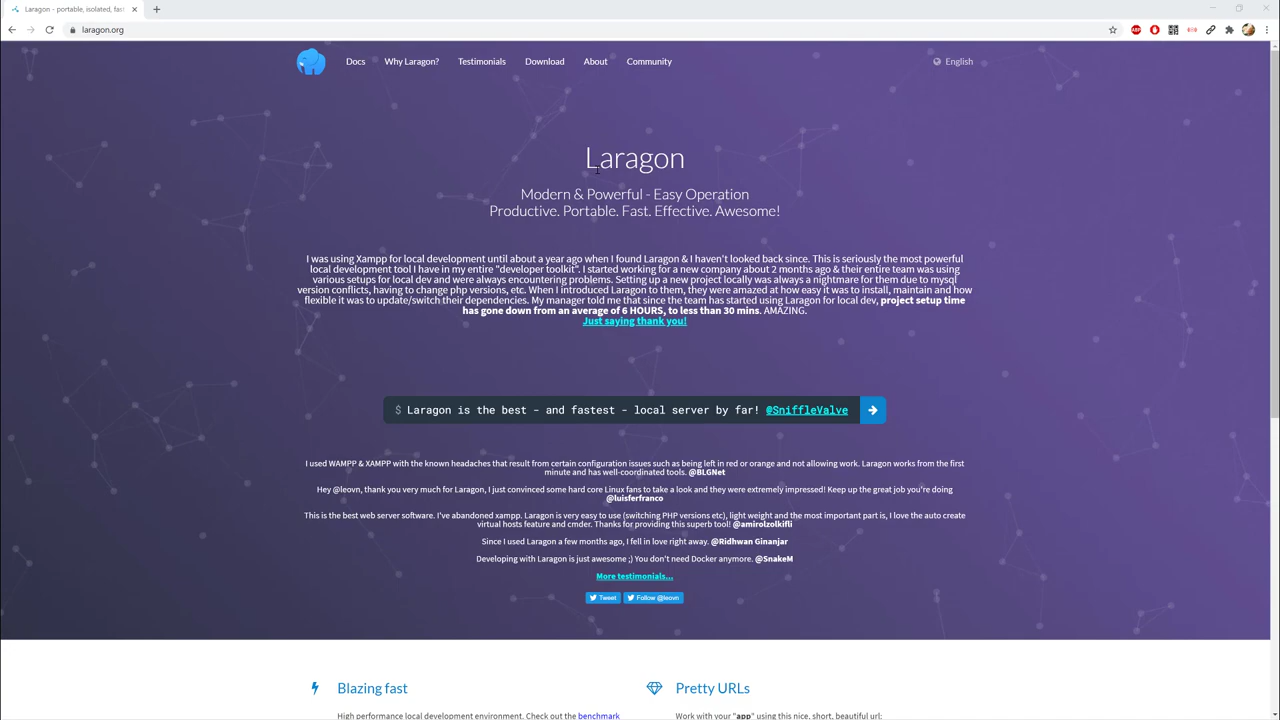 Laragon - portable, isolated, fas
laragon.org
Docs
Why Laragon?
Testimonials
Download
About
Community
English
Laragon
Modern & Powerful - Easy Operation
Productive. Portable. Fast. Effective. Awesome!
I was using Xampp for local development until about a year ago when I found Laragon & I haven't looked back since. This is seriously the most powerful
local development tool I have in my entire "developer toolkit". I started working for a new company about 2 months ago & their entire team was using
various setups for local dev and were always encountering problems. Setting up a new project locally was always a nightmare for them due to mysql
version conflicts, having to change php versions, etc. When I introduced Laragon to them, they were amazed at how easy it was to install, maintain and how
flexible it was to update/switch their dependencies. My manager told me that since the team has started using Laragon for local dev, project setup time
has gone down from an average of 6 HOURS, to less than 30 mins. AMAZING.
Just saying thank you!
$ Laragon is the best - and fastest - local server by far! @SniffleValve
I used WAMPP & XAMPP with the known headaches that result from certain configuration issues such as being left in red or orange and not allowing work. Laragon works from the first
minute and has well-coordinated tools. @BLGNet
Hey @leovn, thank you very much for Laragon, I just convinced some hard core Linux fans to take a look and they were extremely impressed! Keep up the great job you're doing
@luisferfranco
This is the best web server software. I've abandoned xampp. Laragon is very easy to use (switching PHP versions etc), light weight and the most important part is, I love the auto create
virtual hosts feature and cmder. Thanks for providing this superb tool! @amirolzolkifli
Since I used Laragon a few months ago, I fell in love right away. @Ridhwan Ginanjar
Developing with Laragon is just awesome ;) You don't need Docker anymore. @SnakeM
More testimonials...
Tweet
Follow @leovn
Blazing fast
Pretty URLs
High performance local development environment. Check out the benchmark
Work with your "app" using this nice, short, beautiful url: